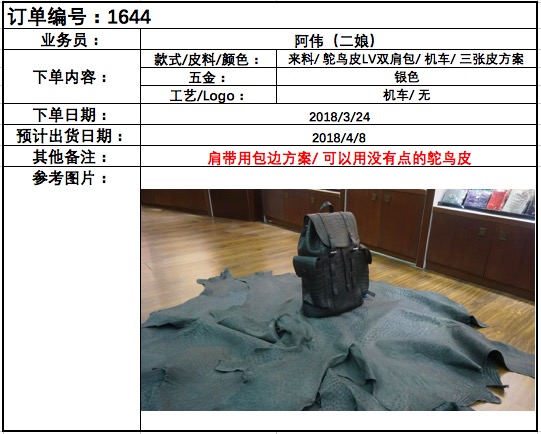 订单编号：1644
业务员：
阿伟（二娘）
下单内容：
款式/皮料/颜色：
来料/ 鸵鸟皮LV双肩包/ 机车/ 三张皮方案
五金：
银色
工艺/Logo：
机车/ 无
下单日期：
2018/3/24
预计出货日期：
2018/4/8
其他备注：
肩带用包边方案/ 可以用没有点的鸵鸟皮
参考图片：